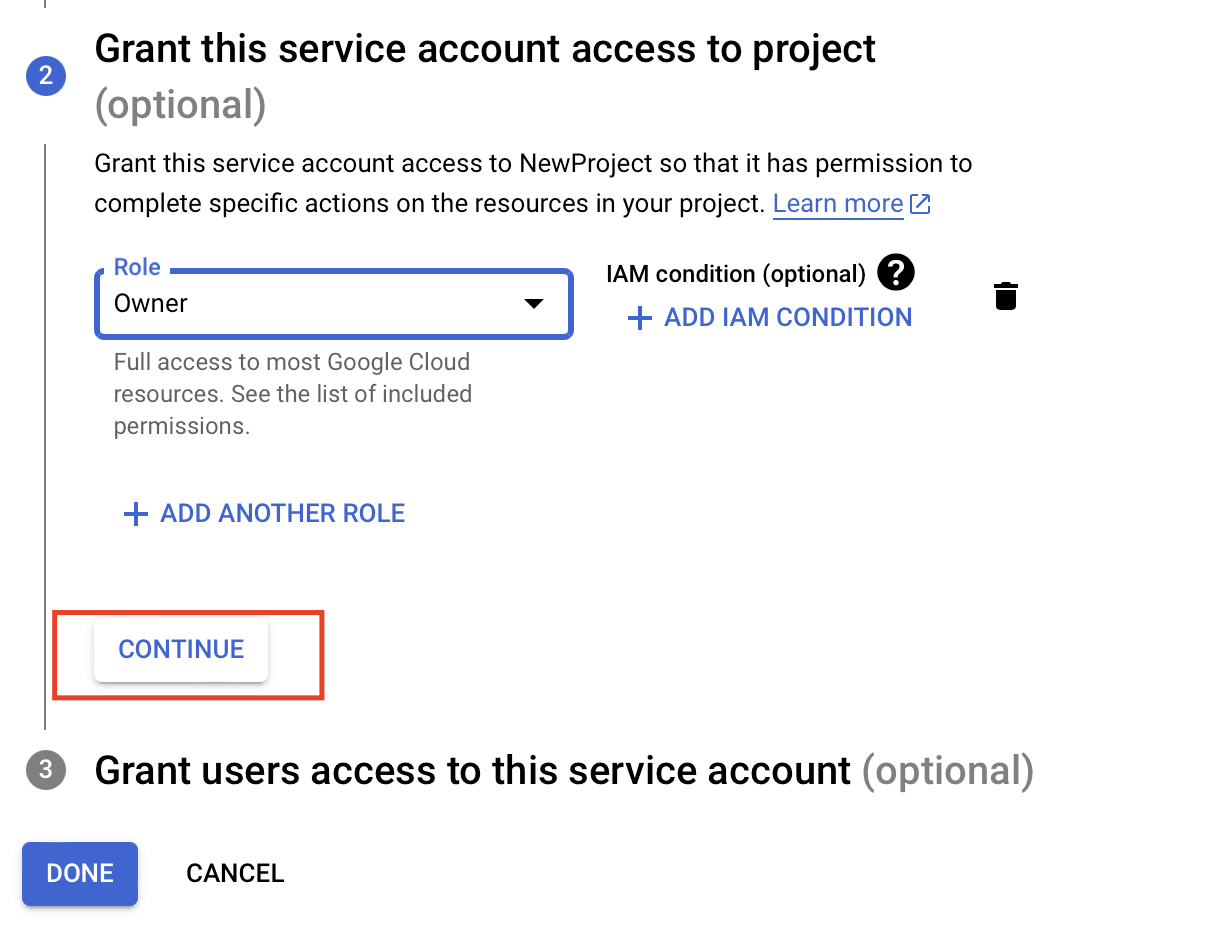 2
Grant this service account access to project
(optional)
Grant this service account access to NewProject so that it has permission to
complete specific actions on the resources in your project. Learn more
Role
Owner
IAM condition (optional) ?
+ ADD IAM CONDITION
Full access to most Google Cloud
resources. See the list of included
permissions.
+ ADD ANOTHER ROLE
CONTINUE
3
Grant users access to this service account (optional)
DONE
CANCEL